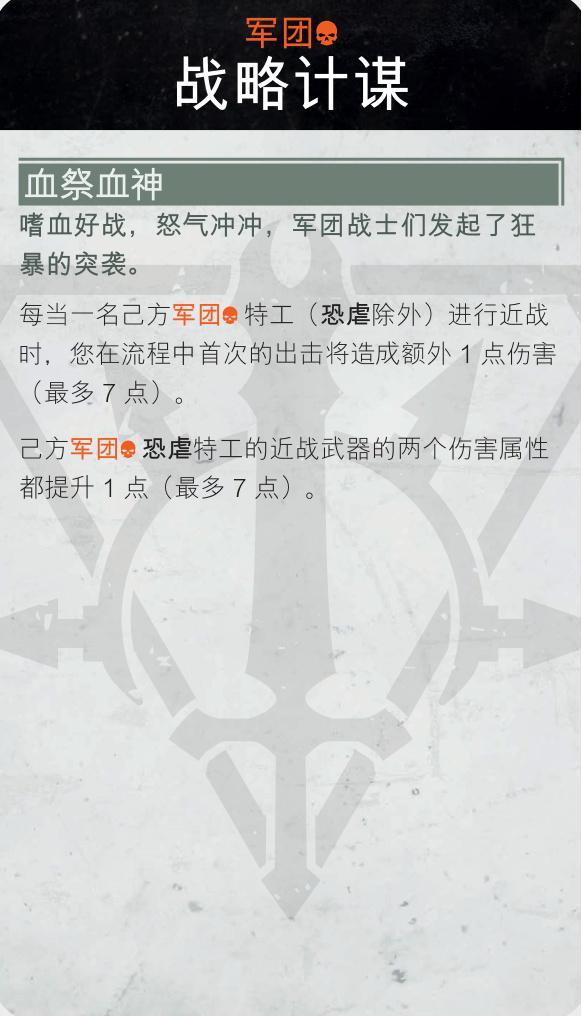 军团
战略计谋
血祭血神
嗜血好战，怒气冲冲，军团战士们发起了狂
暴的突袭。
每当一名己方军团特工（恐虐除外）进行近战
时，您在流程中首次的出击将造成额外 1 点伤害
（最多 7 点）。
己方军团恐虐特工的近战武器的两个伤害属性
都提升 1 点（最多 7 点）。